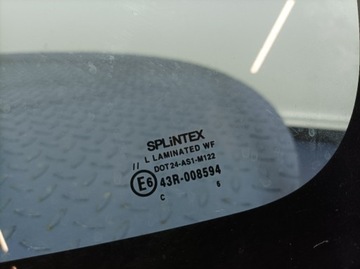 SPLiNTEX
// L LAMINATED WF
DOT24-AS1-M122
E6 43R-008594
C 6